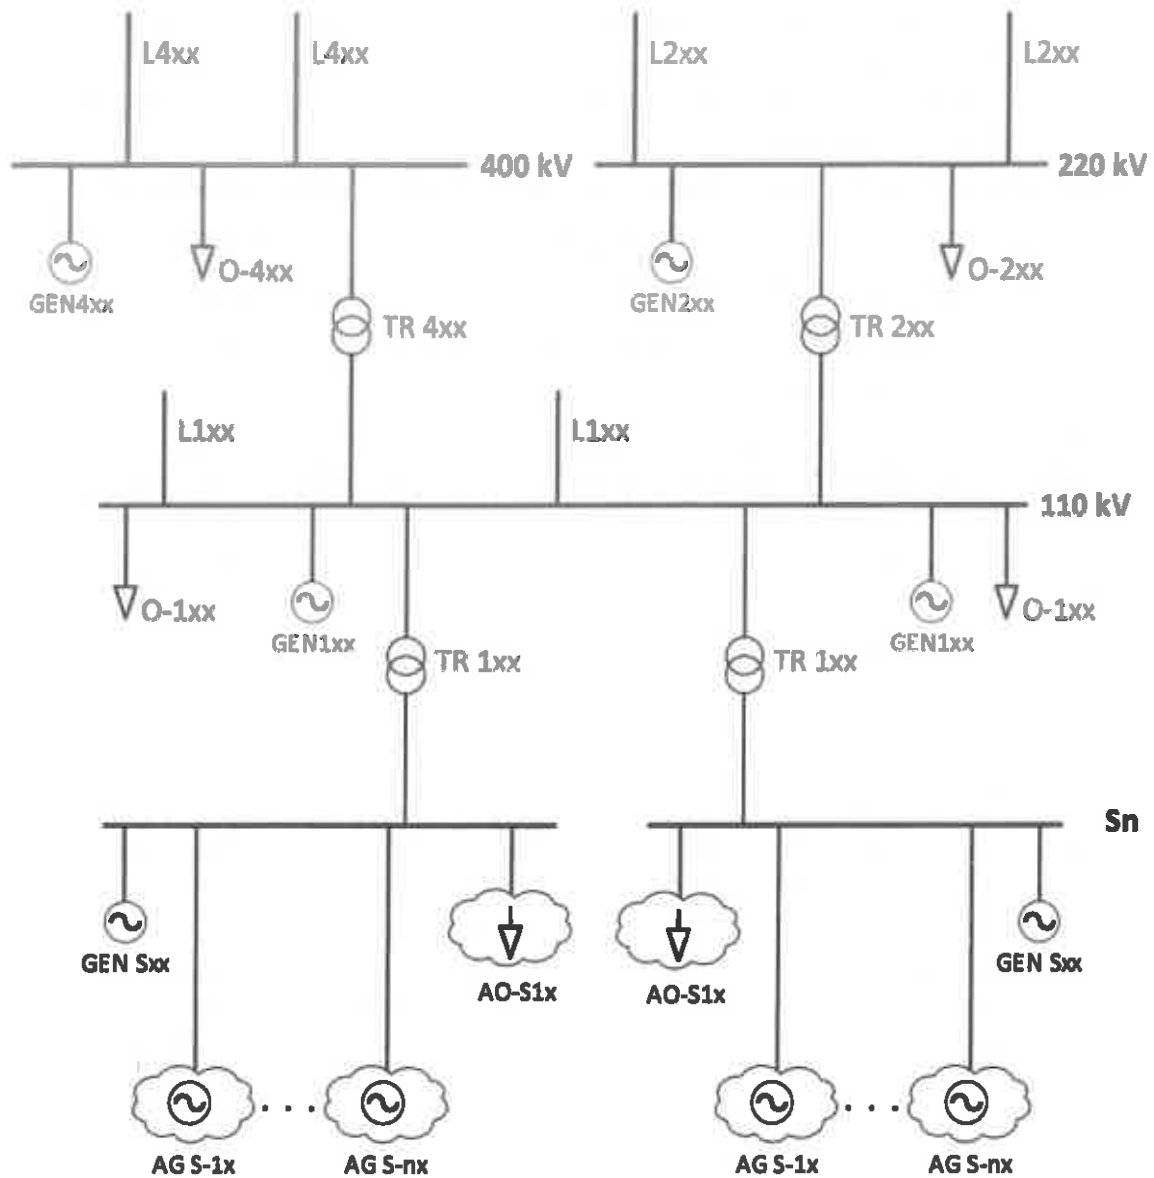 L4xx
L4xx
L2xx
L2xx
400 kV
220 kV
O-4xx
O-2xx
GEN4xx
GEN2xx
TR 4xx
TR 2xx
L1xx
L1xx
110 kV
O-1xx
O-1xx
GEN1xx
GEN1xx
TR 1xx
TR 1xx
Sn
GEN Sxx
GEN Sxx
AO-S1x
AO-S1x
. . .
. . .
AG S-1x
AG S-nx
AG S-1x
AG S-nx